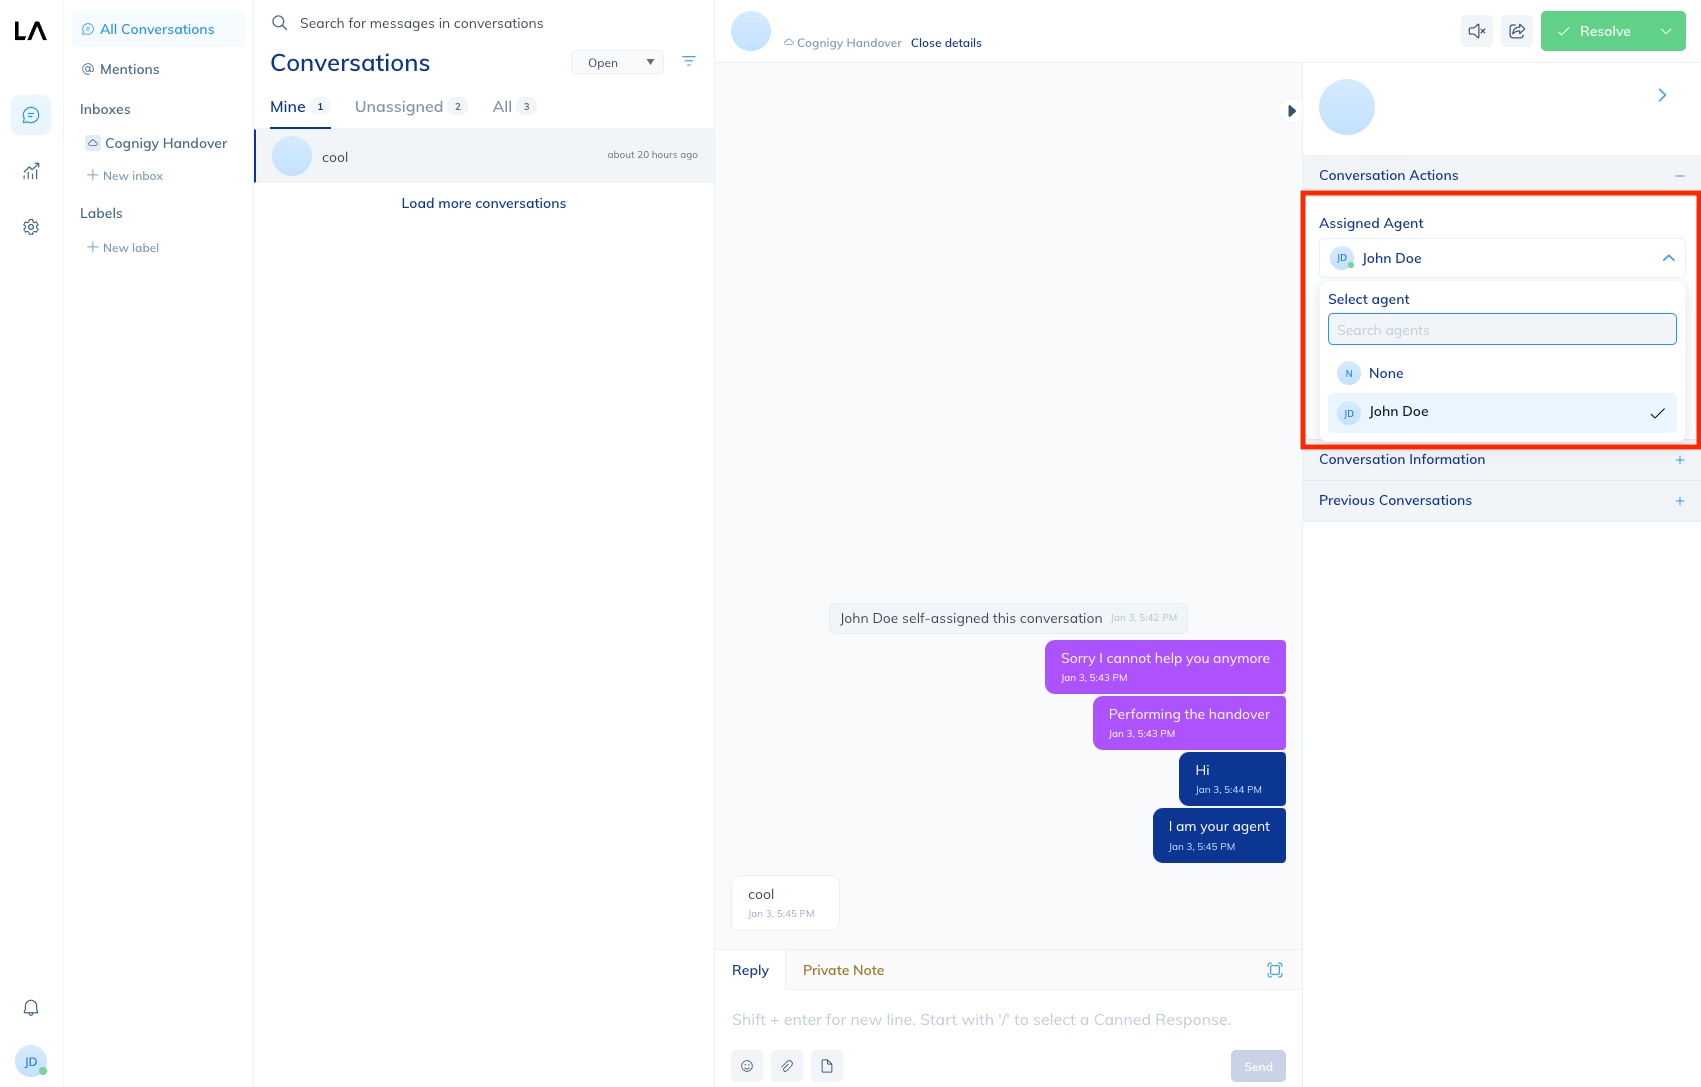 LA
All Conversations
Mentions
Inboxes
Cognigy Handover
New inbox
Labels
New label
JD
Search for messages in conversations
Conversations
Open
Mine 1
Unassigned 2
All 3
cool
about 20 hours ago
Load more conversations
Cognigy Handover Close details
Resolve
John Doe self-assigned this conversation Jan 3, 5:42 PM
Sorry I cannot help you anymore
Jan 3, 5:43 PM
Performing the handover
Jan 3, 5:43 PM
Hi
Jan 3, 5:44 PM
I am your agent
Jan 3, 5:45 PM
cool
Jan 3, 5:45 PM
Reply
Private Note
Shift + enter for new line. Start with '/' to select a Canned Response.
Send
Conversation Actions
Assigned Agent
JD John Doe
Select agent
Search agents
N None
JD John Doe
Conversation Information
Previous Conversations